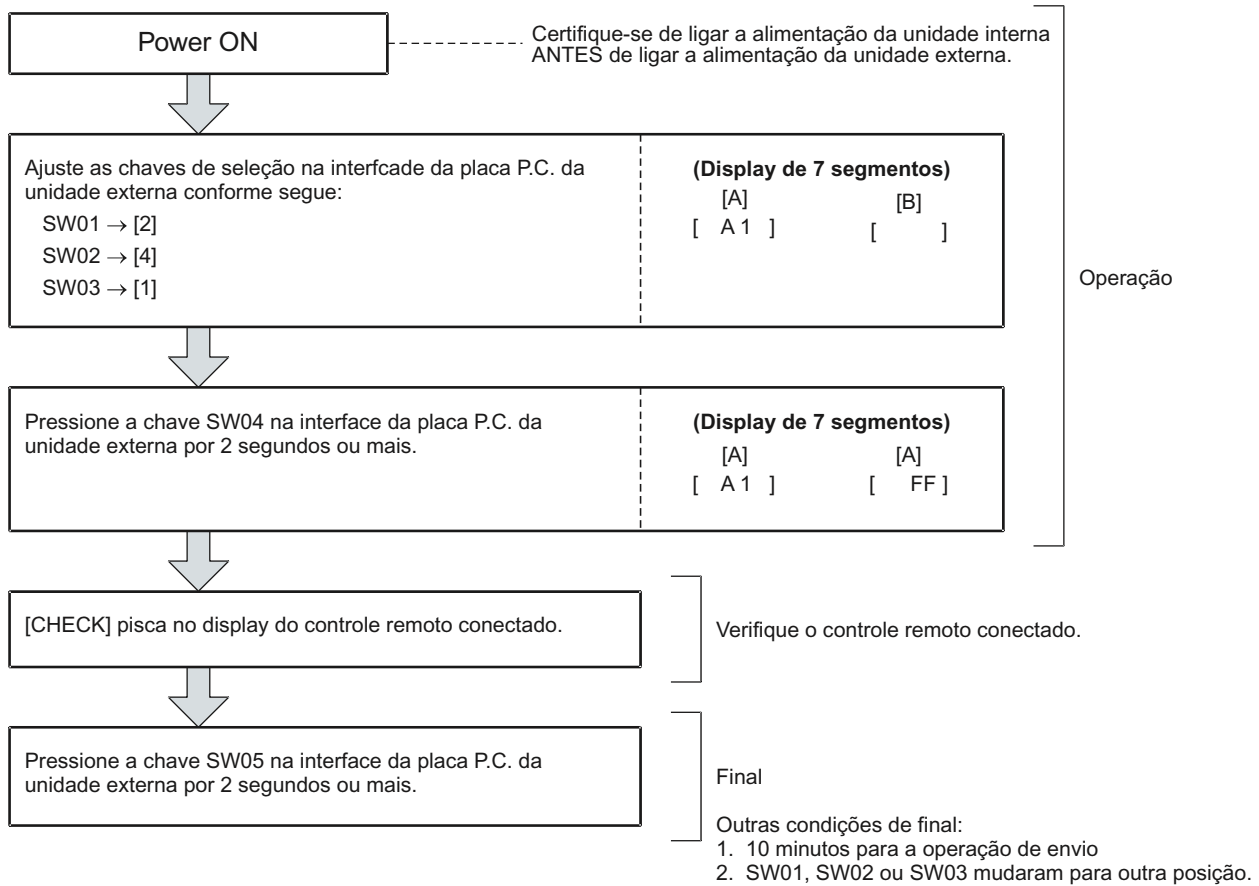 Power ON
Certifique-se de ligar a alimentação da unidade interna
ANTES de ligar a alimentação da unidade externa.
Ajuste as chaves de seleção na interfcade da placa P.C. da
unidade externa conforme segue:
SW01 → [2]
SW02 → [4]
SW03 → [1]
(Display de 7 segmentos)
[A] [B]
[ A 1 ] [ ]
Operação
Pressione a chave SW04 na interface da placa P.C. da
unidade externa por 2 segundos ou mais.
(Display de 7 segmentos)
[A] [A]
[ A 1 ] [ FF ]
[CHECK] pisca no display do controle remoto conectado.
Verifique o controle remoto conectado.
Pressione a chave SW05 na interface da placa P.C. da
unidade externa por 2 segundos ou mais.
Final
Outras condições de final:
1. 10 minutos para a operação de envio
2. SW01, SW02 ou SW03 mudaram para outra posição.